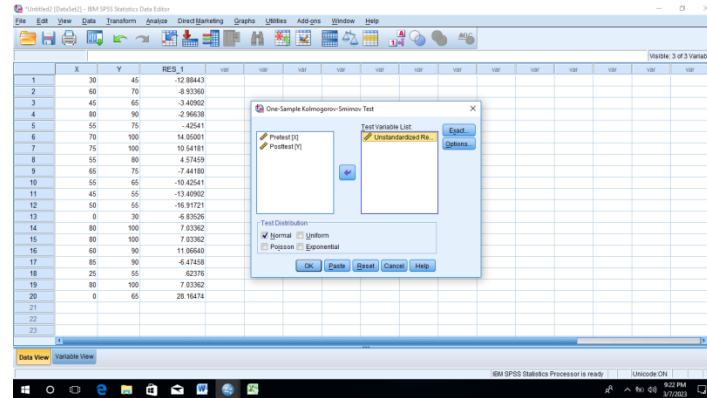 *Untitled2 [DataSet2] - IBM SPSS Statistics Data Editor
File Edit View Data Transform Analyze Direct Marketing Graphs Utilities Add-ons Window Help
Visible: 3 of 3 Variab
X Y RES_1 var var var var var var var var var var var var
1 30 45 -12.88443
2 60 70 -8.93360
3 45 65 -3.40902
4 80 90 -2.96638
5 55 75 -.42541
6 70 100 14.05001
7 75 100 10.54181
8 55 80 4.57459
9 65 75 -7.44180
10 55 65 -10.42541
11 45 55 -13.40902
12 50 55 -16.91721
13 0 30 -6.83526
14 80 100 7.03362
15 80 100 7.03362
16 60 90 11.06640
17 85 90 -6.47458
18 25 55 .62376
19 80 100 7.03362
20 0 65 28.16474
21
22
23
One-Sample Kolmogorov-Smirnov Test
Test Variable List:
Pretest [X]
Posttest [Y]
Unstandardized Re...
Exact...
Options...
Test Distribution
Normal Uniform
Poisson Exponential
OK Paste Reset Cancel Help
Data View Variable View
IBM SPSS Statistics Processor is ready Unicode:ON
9:22 PM
3/7/2023